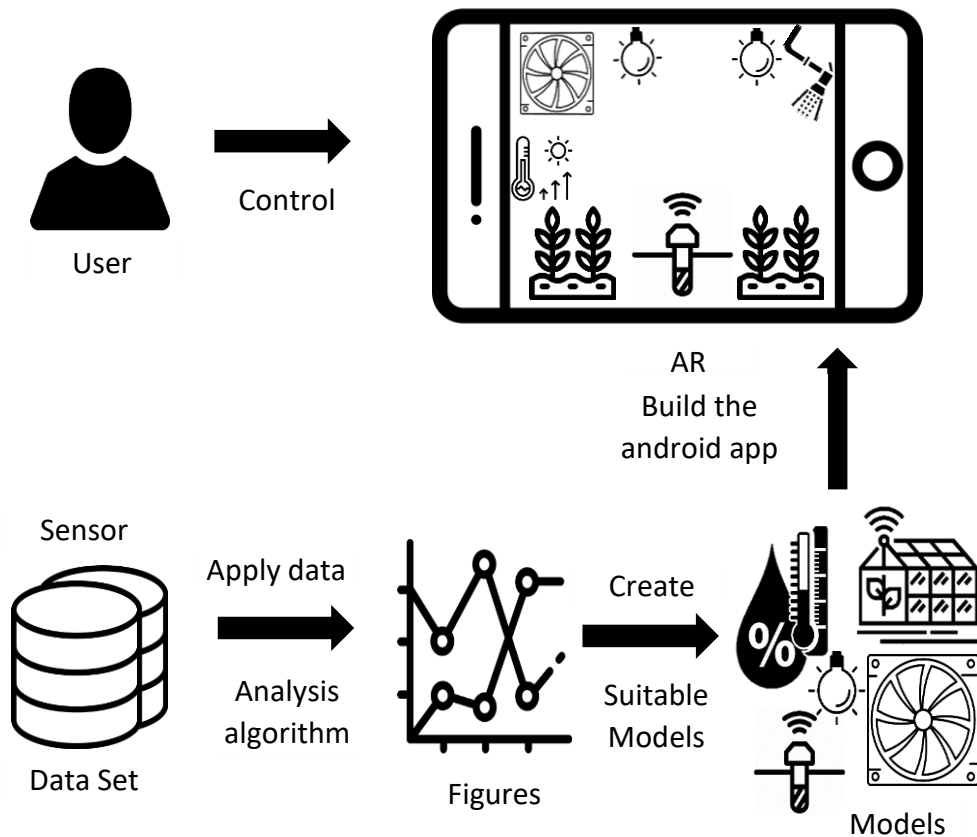 Control
User
AR
Build the
android app
Sensor
Apply data
Analysis
algorithm
Data Set
Figures
Create
Suitable
Models
%
Models